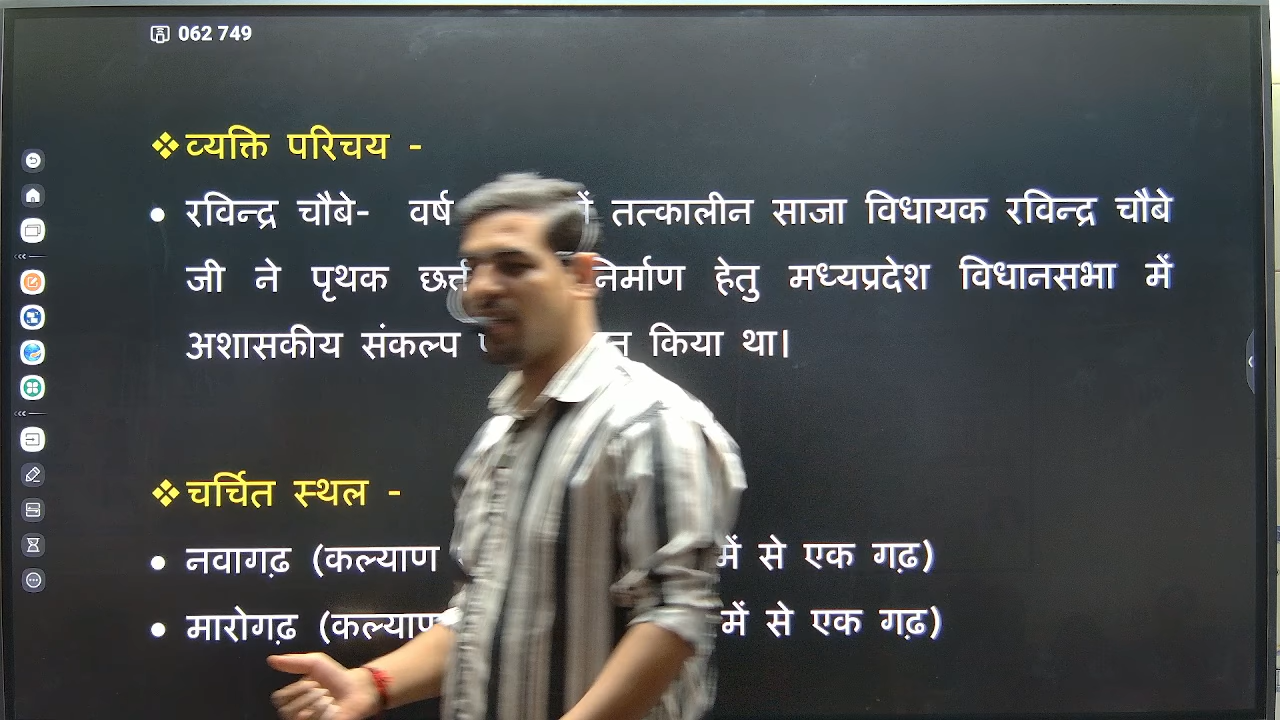 062 749
❖ व्यक्ति परिचय -
• रविन्द्र चौबे- वर्ष तत्कालीन साजा विधायक रविन्द्र चौबे
जी ने पृथक निर्माण हेतु मध्यप्रदेश विधानसभा में
अशासकीय संकल्प किया था।
❖ चर्चित स्थल -
• नवागढ़ (कल्याण में से एक गढ़)
• मारोगढ़ (कल्याण में से एक गढ़)